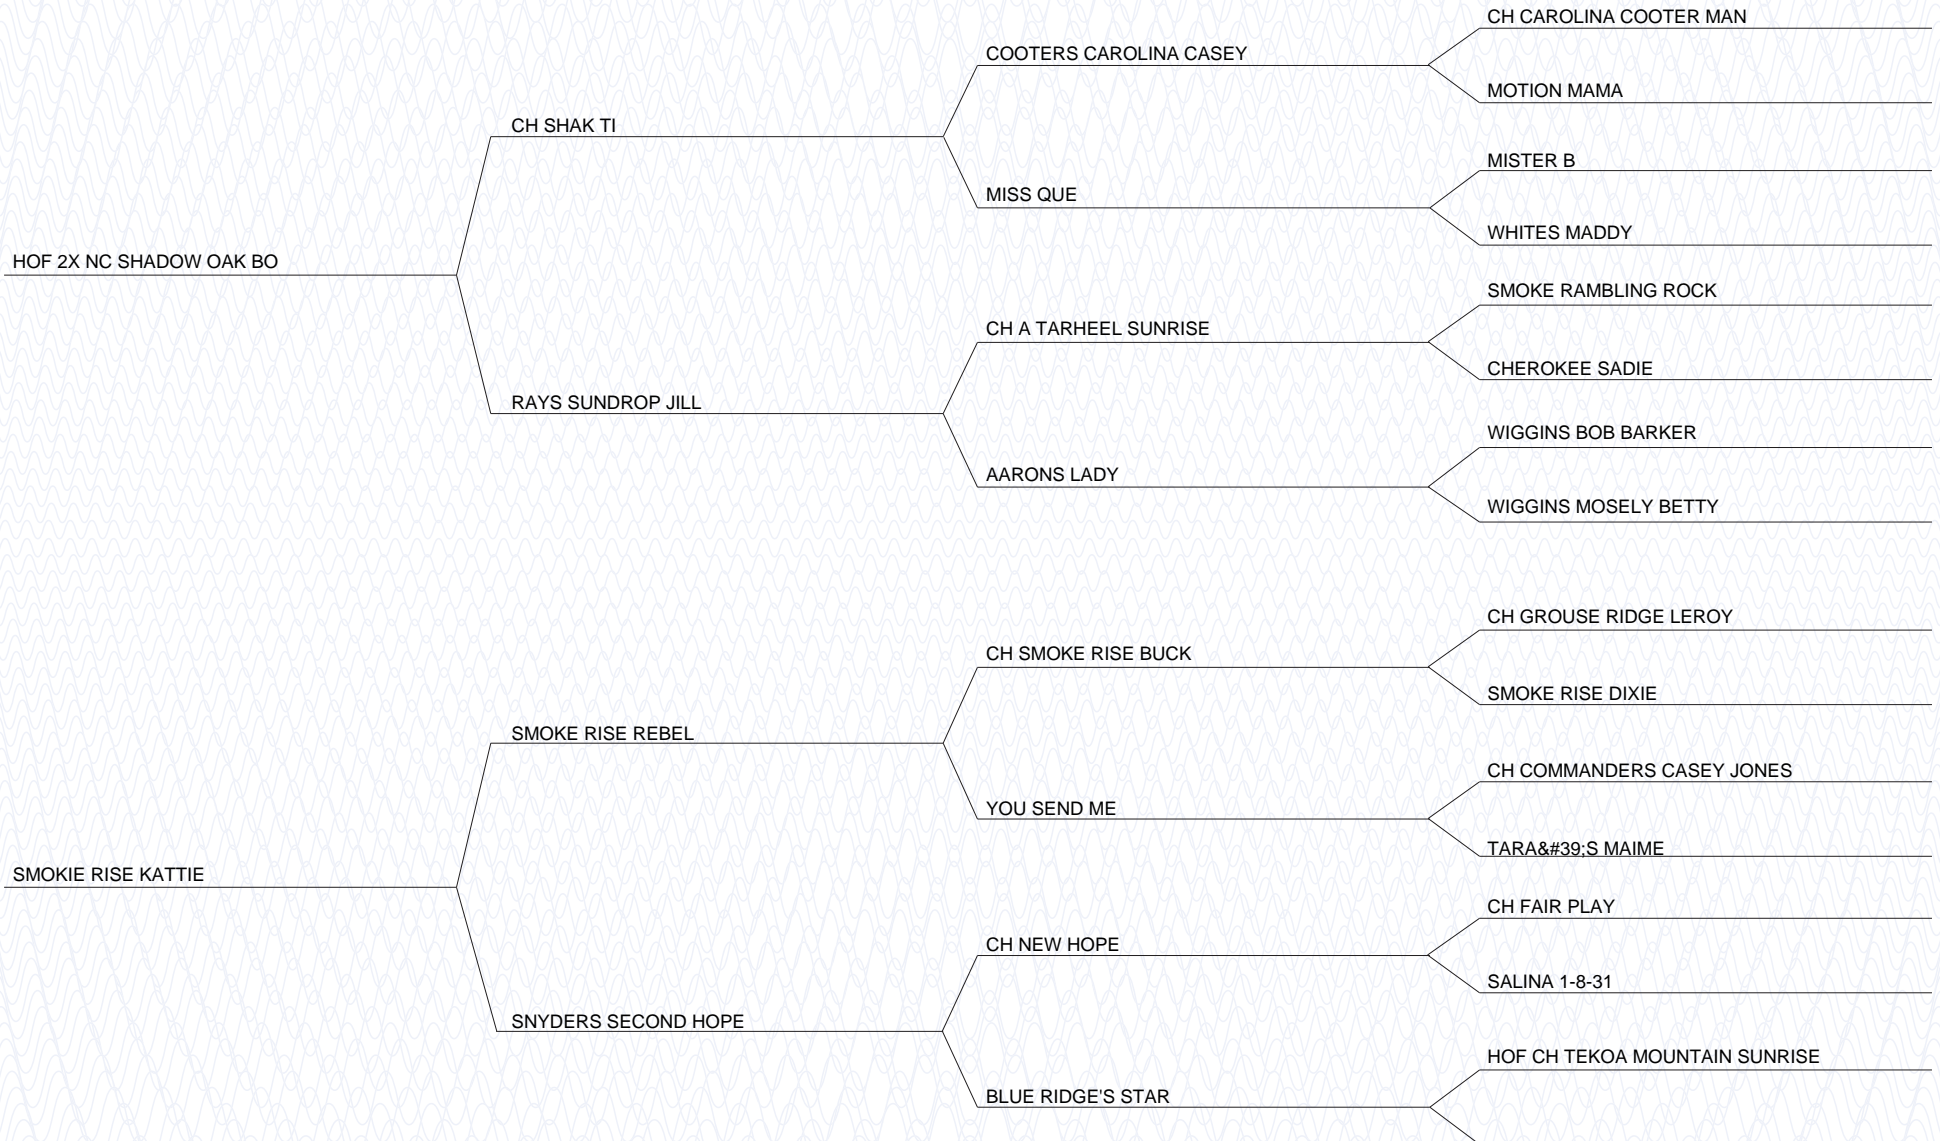 CH CAROLINA COOTER MAN
COOTERS CAROLINA CASEY
MOTION MAMA
CH SHAK TI
MISTER B
MISS QUE
WHITES MADDY
HOF 2X NC SHADOW OAK BO
SMOKE RAMBLING ROCK
CH A TARHEEL SUNRISE
CHEROKEE SADIE
RAYS SUNDROP JILL
WIGGINS BOB BARKER
AARONS LADY
WIGGINS MOSELY BETTY
CH GROUSE RIDGE LEROY
CH SMOKE RISE BUCK
SMOKE RISE DIXIE
SMOKE RISE REBEL
CH COMMANDERS CASEY JONES
YOU SEND ME
TARA&#39;S MAIME
SMOKIE RISE KATTIE
CH FAIR PLAY
CH NEW HOPE
SALINA 1-8-31
SNYDERS SECOND HOPE
HOF CH TEKOA MOUNTAIN SUNRISE
BLUE RIDGE'S STAR